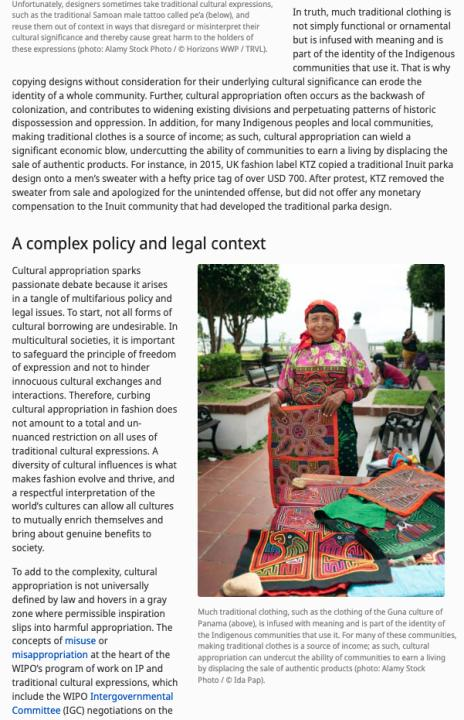 Unfortunately, designers sometimes take traditional cultural expressions,
such as the traditional Samoan male tattoo called pe'a (below), and
reuse them out of context in ways that disregard or misinterpret their
cultural significance and thereby cause great harm to the holders of
these expressions (photo: Alamy Stock Photo / © Horizons WWP / TRVL).
In truth, much traditional clothing is
not simply functional or ornamental
but is infused with meaning and is
part of the identity of the Indigenous
communities that use it. That is why
copying designs without consideration for their underlying cultural significance can erode the
identity of a whole community. Further, cultural appropriation often occurs as the backwash of
colonization, and contributes to widening existing divisions and perpetuating patterns of historic
dispossession and oppression. In addition, for many Indigenous peoples and local communities,
making traditional clothes is a source of income; as such, cultural appropriation can wield a
significant economic blow, undercutting the ability of communities to earn a living by displacing the
sale of authentic products. For instance, in 2015, UK fashion label KTZ copied a traditional Inuit parka
design onto a men's sweater with a hefty price tag of over USD 700. After protest, KTZ removed the
sweater from sale and apologized for the unintended offense, but did not offer any monetary
compensation to the Inuit community that had developed the traditional parka design.
A complex policy and legal context
Cultural appropriation sparks
passionate debate because it arises
in a tangle of multifarious policy and
legal issues. To start, not all forms of
cultural borrowing are undesirable. In
multicultural societies, it is important
to safeguard the principle of freedom
of expression and not to hinder
innocuous cultural exchanges and
interactions. Therefore, curbing
cultural appropriation in fashion does
not amount to a total and un-
nuanced restriction on all uses of
traditional cultural expressions. A
diversity of cultural influences is what
makes fashion evolve and thrive, and
a respectful interpretation of the
world's cultures can allow all cultures
to mutually enrich themselves and
bring about genuine benefits to
society.
To add to the complexity, cultural
appropriation is not universally
defined by law and hovers in a gray
zone where permissible inspiration
slips into harmful appropriation. The
concepts of misuse or
misappropriation at the heart of the
WIPO's program of work on IP and
traditional cultural expressions, which
include the WIPO Intergovernmental
Committee (IGC) negotiations on the
Much traditional clothing, such as the clothing of the Guna culture of
Panama (above), is infused with meaning and is part of the identity of
the Indigenous communities that use it. For many of these communities,
making traditional clothes is a source of income; as such, cultural
appropriation can undercut the ability of communities to earn a living
by displacing the sale of authentic products (photo: Alamy Stock
Photo / © Ida Pap).